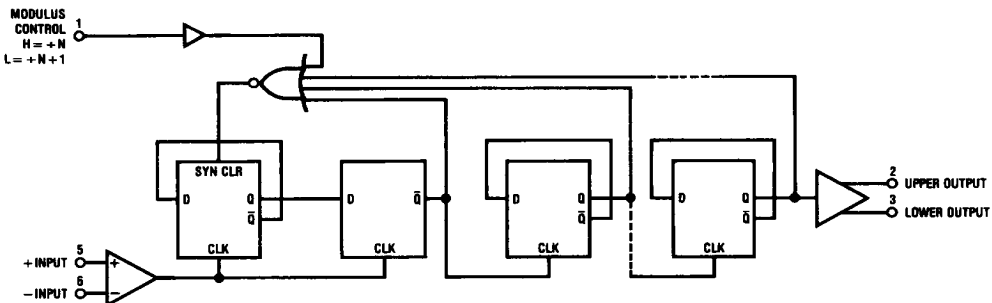 MODULUS
CONTROL
H = ÷N
L = ÷N+1
1
SYN CLR
D
Q
Q̅
CLK
D
Q̅
CLK
D
Q
Q̅
CLK
D
Q
Q̅
CLK
2
UPPER OUTPUT
3
LOWER OUTPUT
5
+INPUT
+
6
−INPUT
−